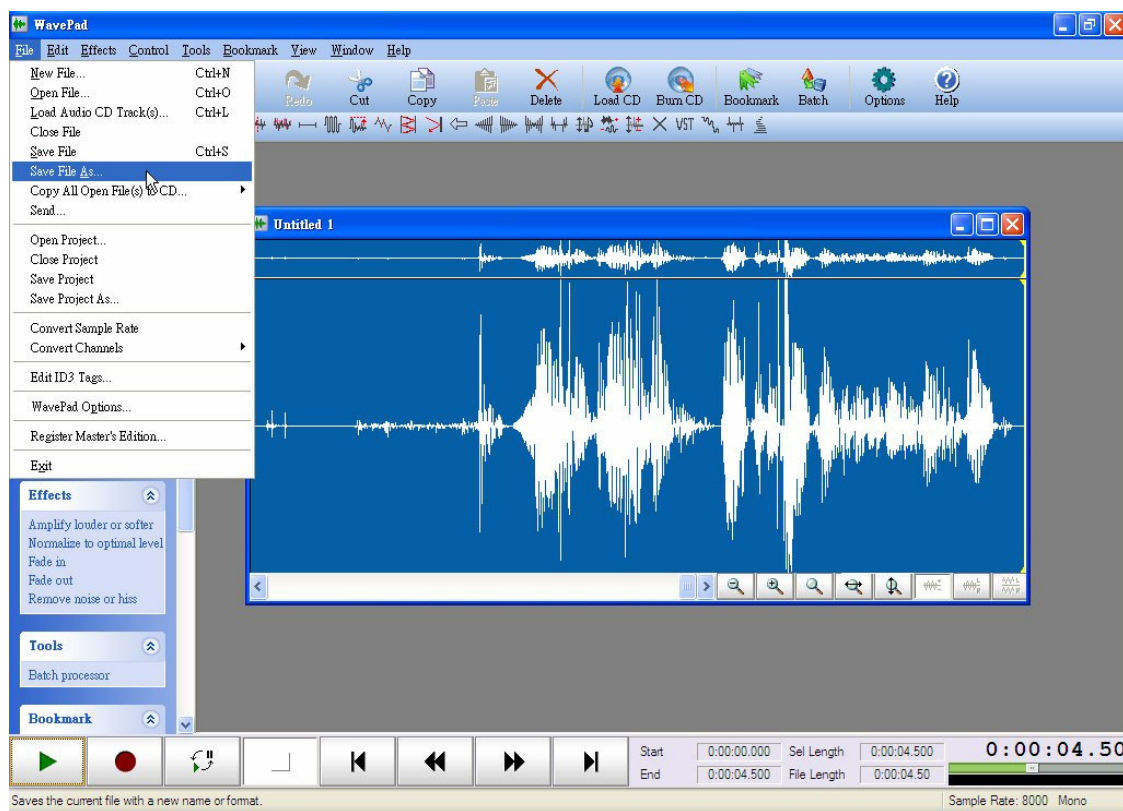 WavePad
File Edit Effects Control Tools Bookmark View Window Help
New File... Ctrl+N
Open File... Ctrl+O
Load Audio CD Track(s)... Ctrl+L
Close File
Save File Ctrl+S
Save File As...
Copy All Open File(s) to CD...
Send...
Open Project...
Close Project
Save Project
Save Project As...
Convert Sample Rate
Convert Channels
Edit ID3 Tags...
WavePad Options...
Register Master's Edition...
Exit
Redo Cut Copy Paste Delete Load CD Burn CD Bookmark Batch Options Help
VST
Untitled 1
Effects
Amplify louder or softer
Normalize to optimal level
Fade in
Fade out
Remove noise or hiss
Tools
Batch processor
Bookmark
Start 0:00:00.000 Sel Length 0:00:04.500
End 0:00:04.500 File Length 0:00:04.50
0:00:04.50
Saves the current file with a new name or format.
Sample Rate: 8000 Mono